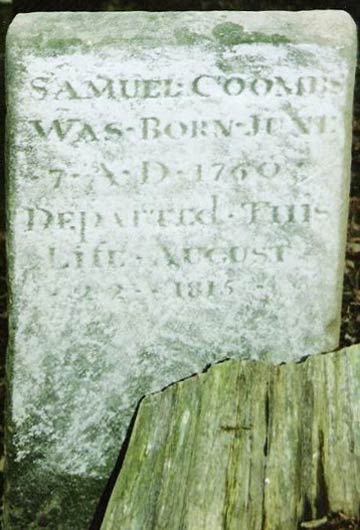 SAMUEL COOMBS
WAS·BORN·JUNE
7·A·D·1760
Departed·This
Life·AUGUST
22 1815